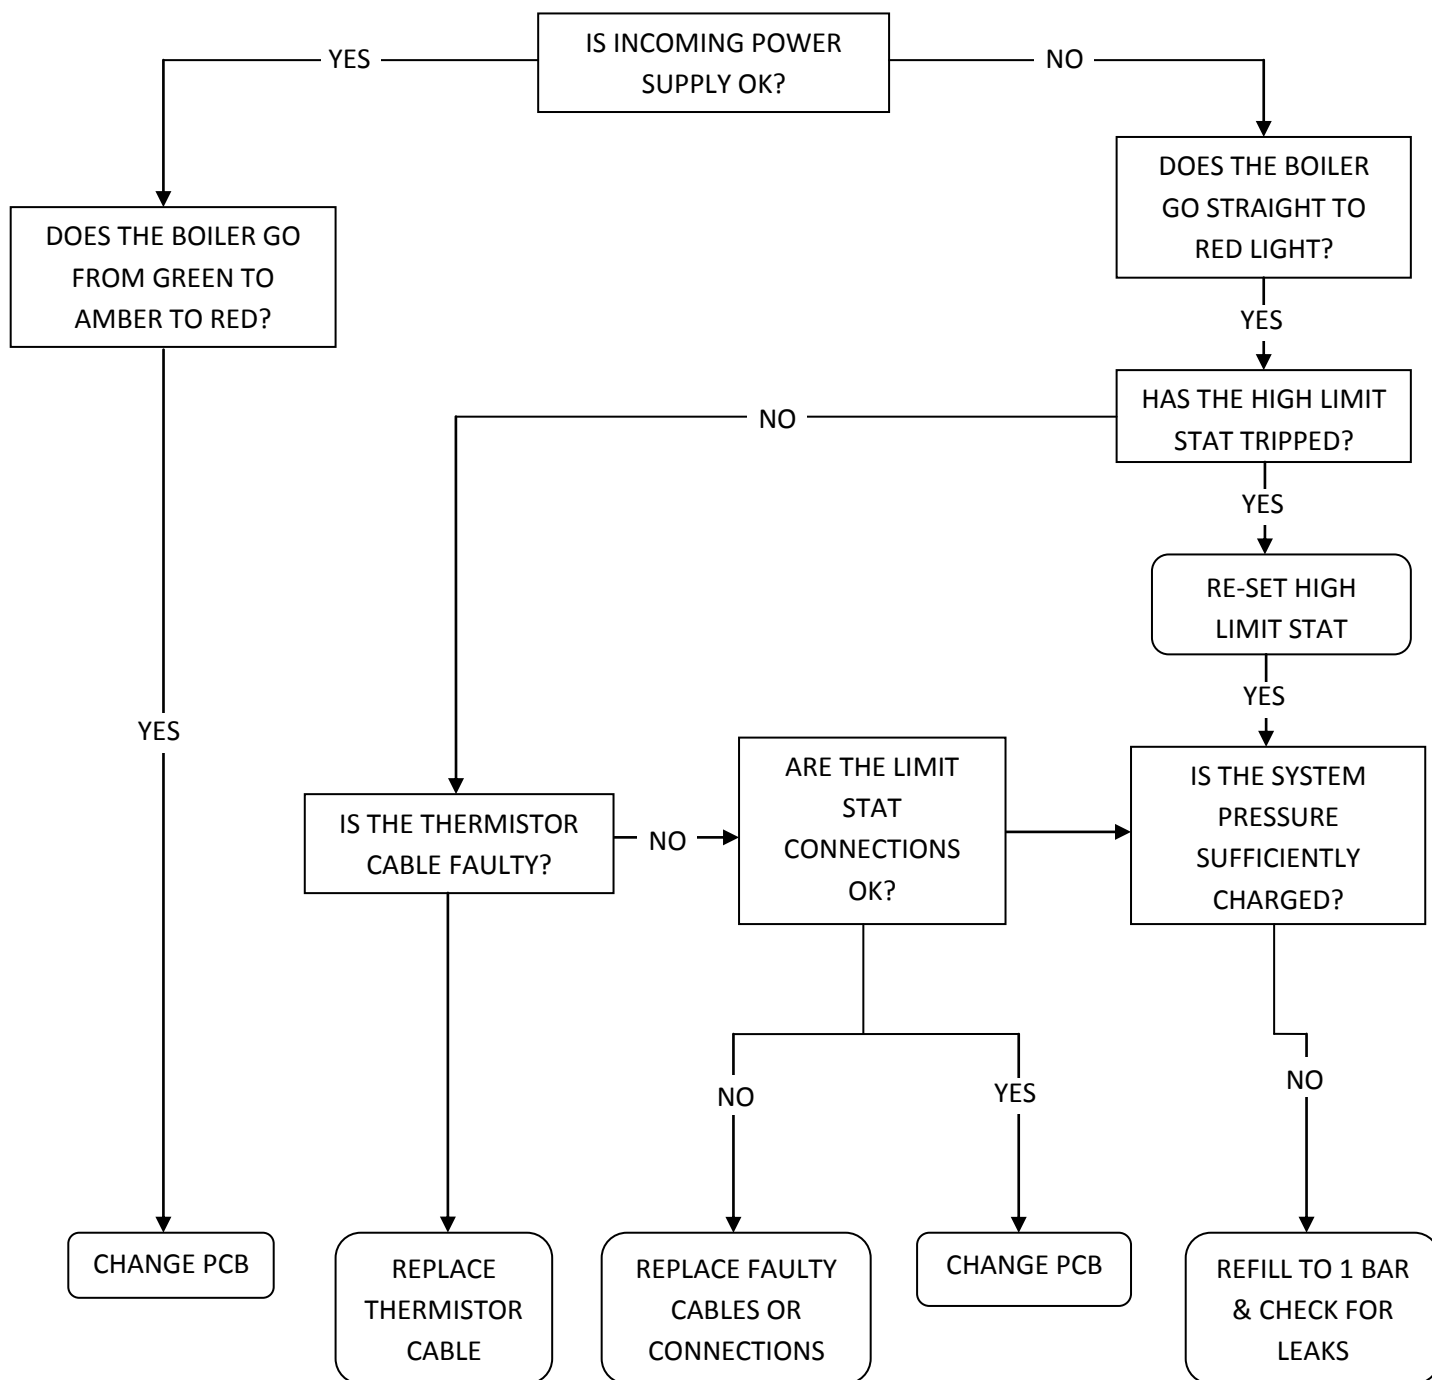 IS INCOMING POWER
SUPPLY OK?
YES
NO
DOES THE BOILER
GO STRAIGHT TO
RED LIGHT?
DOES THE BOILER GO
FROM GREEN TO
AMBER TO RED?
YES
HAS THE HIGH LIMIT
STAT TRIPPED?
NO
YES
RE-SET HIGH
LIMIT STAT
YES
YES
ARE THE LIMIT
STAT
CONNECTIONS
OK?
IS THE SYSTEM
PRESSURE
SUFFICIENTLY
CHARGED?
IS THE THERMISTOR
CABLE FAULTY?
NO
NO
YES
NO
CHANGE PCB
REPLACE
THERMISTOR
CABLE
REPLACE FAULTY
CABLES OR
CONNECTIONS
CHANGE PCB
REFILL TO 1 BAR
& CHECK FOR
LEAKS